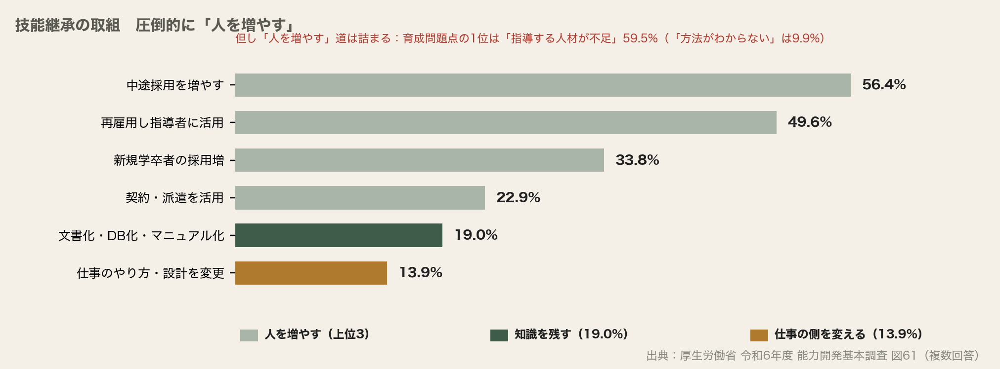 技能継承の取組　圧倒的に「人を増やす」
但し「人を増やす」道は詰まる：育成問題点の1位は「指導する人材が不足」59.5%（「方法がわからない」は9.9%）
中途採用を増やす 56.4%
再雇用し指導者に活用 49.6%
新規学卒者の採用増 33.8%
契約・派遣を活用 22.9%
文書化・DB化・マニュアル化 19.0%
仕事のやり方・設計を変更 13.9%
人を増やす（上位3） 知識を残す（19.0%） 仕事の側を変える（13.9%）
出典：厚生労働省 令和6年度 能力開発基本調査 図61（複数回答）